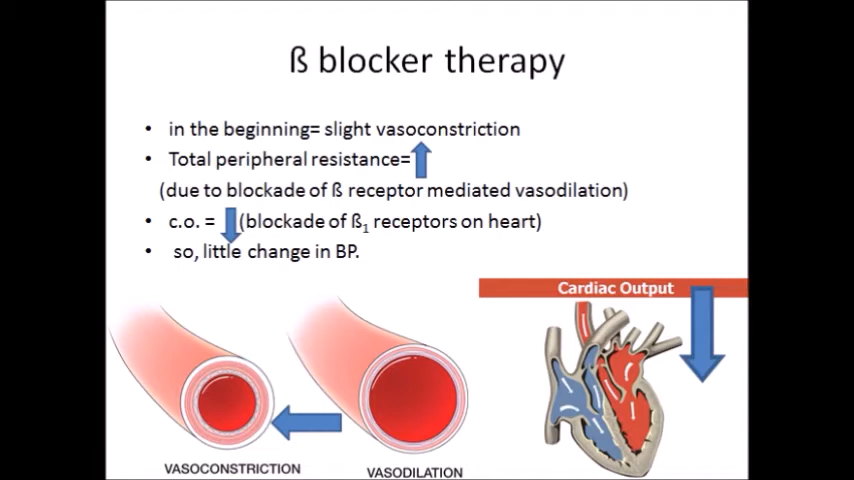 ß blocker therapy
• in the beginning= slight vasoconstriction
• Total peripheral resistance=
(due to blockade of ß receptor mediated vasodilation)
• c.o. = (blockade of ß₁ receptors on heart)
• so, little change in BP.
Cardiac Output
VASOCONSTRICTION
VASODILATION